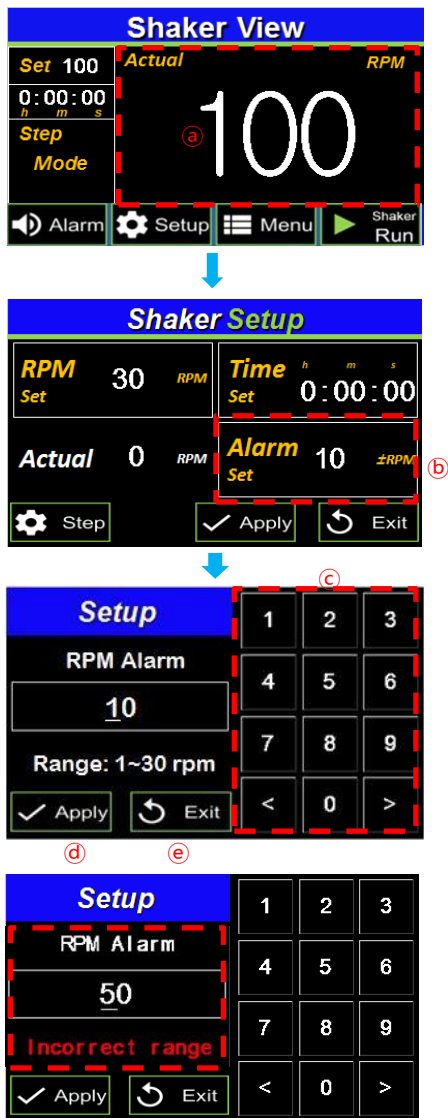 Shaker View
Set 100
Actual RPM
0:00:00
h m s
Step
Mode
ⓐ
100
Alarm Setup Menu Shaker Run
Shaker Setup
RPM Set 30 RPM
Time Set h m s 0:00:00
Actual 0 RPM
Alarm Set 10 ±RPM
ⓑ
Step Apply Exit
ⓒ
Setup
RPM Alarm
10
Range: 1~30 rpm
Apply Exit
1 2 3
4 5 6
7 8 9
< 0 >
ⓓ ⓔ
Setup
RPM Alarm
50
Incorrect range
Apply Exit
1 2 3
4 5 6
7 8 9
< 0 >